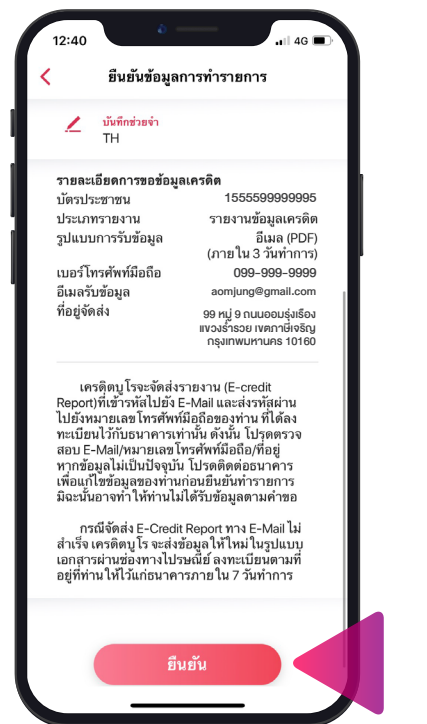 12:40
4G
ยืนยันข้อมูลการทำรายการ
บันทึกช่วยจำ
TH
รายละเอียดการขอข้อมูลเครดิต
บัตรประชาชน 1555599999995
ประเภทรายงาน รายงานข้อมูลเครดิต
รูปแบบการรับข้อมูล อีเมล (PDF)
(ภายใน 3 วันทำการ)
เบอร์โทรศัพท์มือถือ 099-999-9999
อีเมลรับข้อมูล aomjung@gmail.com
ที่อยู่จัดส่ง 99 หมู่ 9 ถนนออมรุ่งเรือง
แขวงร่ำรวย เขตภาษีเจริญ
กรุงเทพมหานคร 10160
เครดิตบูโรจะจัดส่งรายงาน (E-credit
Report)ที่เข้ารหัสไปยัง E-Mail และส่งรหัสผ่าน
ไปยังหมายเลขโทรศัพท์มือถือของท่าน ที่ได้ลง
ทะเบียนไว้กับธนาคารเท่านั้น ดังนั้น โปรดตรวจ
สอบ E-Mail/หมายเลขโทรศัพท์มือถือ/ที่อยู่
หากข้อมูลไม่เป็นปัจจุบัน โปรดติดต่อธนาคาร
เพื่อแก้ไขข้อมูลของท่านก่อนยืนยันทำรายการ
มิฉะนั้นอาจทำให้ท่านไม่ได้รับข้อมูลตามคำขอ
กรณีจัดส่ง E-Credit Report ทาง E-Mail ไม่
สำเร็จ เครดิตบูโร จะส่งข้อมูลให้ใหม่ในรูปแบบ
เอกสารผ่านช่องทางไปรษณีย์ ลงทะเบียนตามที่
อยู่ที่ท่านให้ไว้แก่ธนาคารภายใน 7 วันทำการ
ยืนยัน